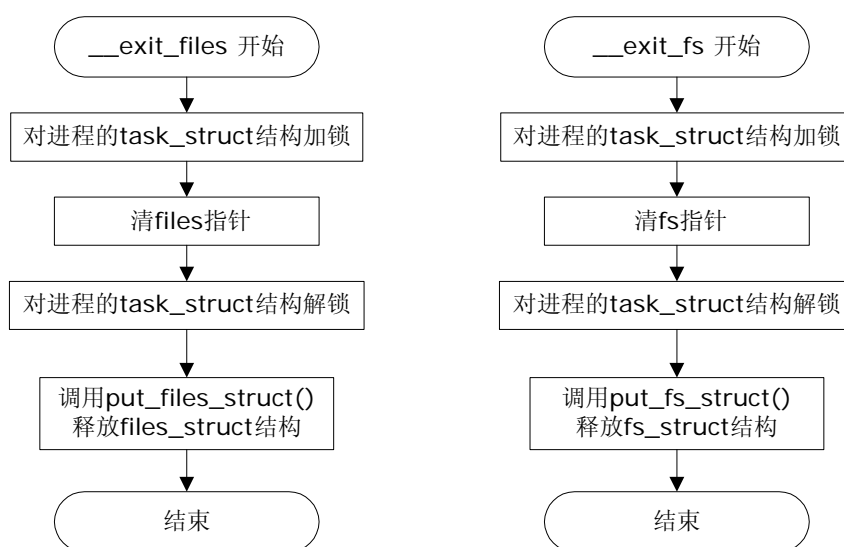 __exit_files 开始
对进程的task_struct结构加锁
清files指针
对进程的task_struct结构解锁
调用put_files_struct()
释放files_struct结构
结束
__exit_fs 开始
对进程的task_struct结构加锁
清fs指针
对进程的task_struct结构解锁
调用put_fs_struct()
释放fs_struct结构
结束